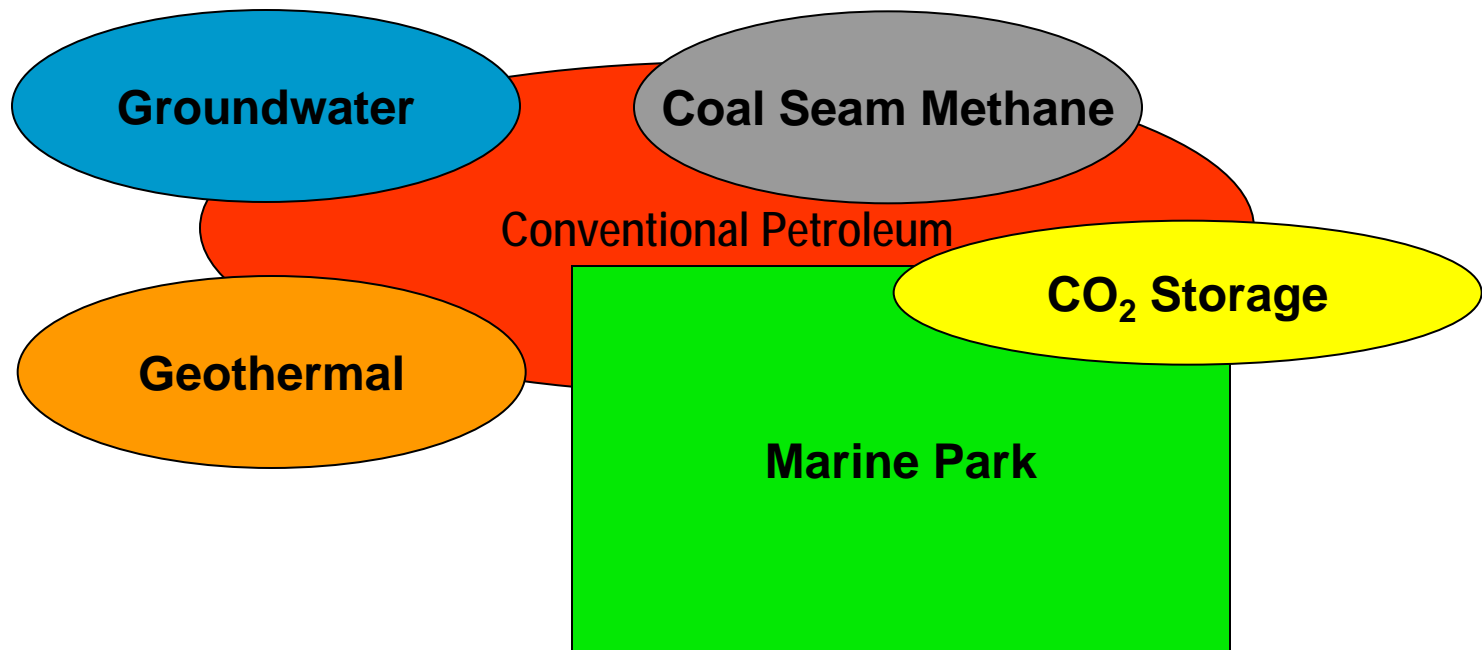 Groundwater
Coal Seam Methane
Conventional Petroleum
CO₂ Storage
Geothermal
Marine Park